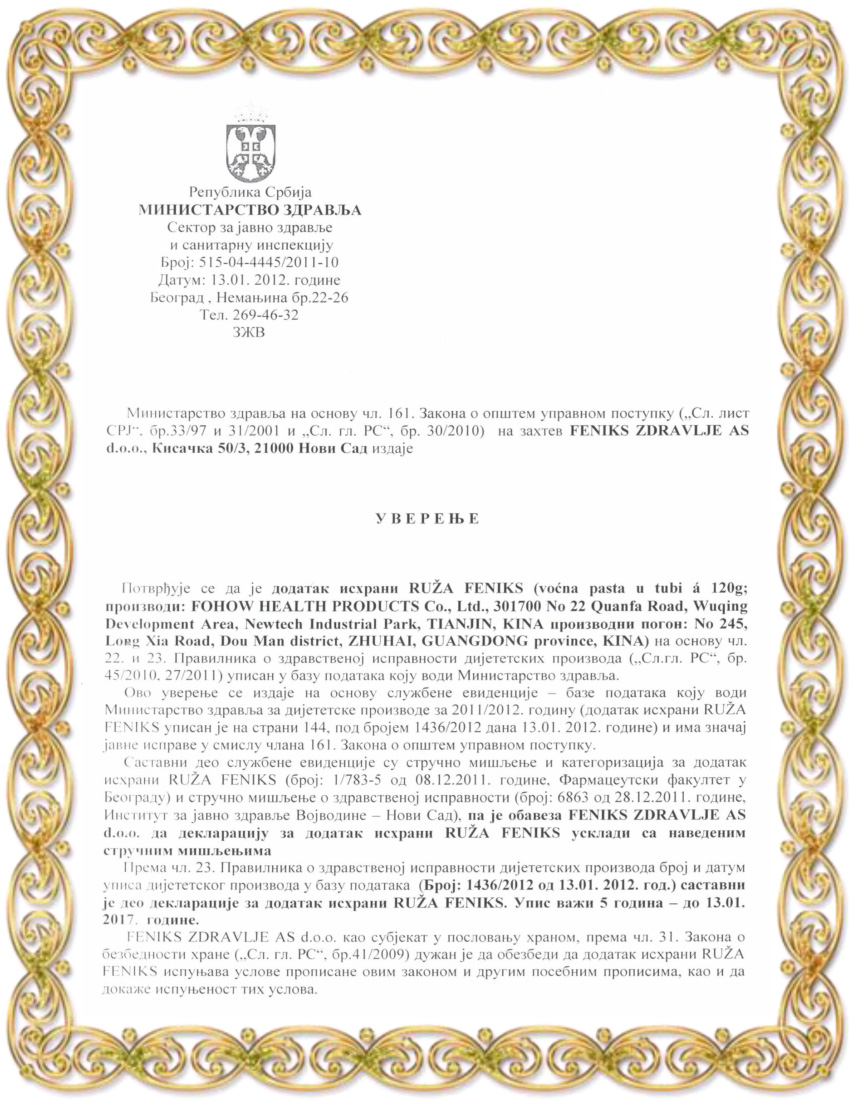 Република Србија
МИНИСТАРСТВО ЗДРАВЉА
Сектор за јавно здравље
и санитарну инспекцију
Број: 515-04-4445/2011-10
Датум: 13.01. 2012. године
Београд , Немањина бр.22-26
Тел. 269-46-32
ЗЖВ
Министарство здравља на основу чл. 161. Закона о општем управном поступку („Сл. лист
СРЈ“, бр.33/97 и 31/2001 и „Сл. гл. РС“, бр. 30/2010) на захтев FENIKS ZDRAVLJE AS
d.o.o., Кисачка 50/3, 21000 Нови Сад издаје
У В Е Р Е Њ Е
Потврђује се да је додатак исхрани RUŽA FENIKS (voćna pasta u tubi á 120g;
производи: FOHOW HEALTH PRODUCTS Co., Ltd., 301700 No 22 Quanfa Road, Wuqing
Development Area, Newtech Industrial Park, TIANJIN, KINA производни погон: No 245,
Long Xia Road, Dou Man district, ZHUHAI, GUANGDONG province, KINA) на основу чл.
22. и 23. Правилника о здравственој исправности дијететских производа („Сл.гл. РС“, бр.
45/2010, 27/2011) уписан у базу података коју води Министарство здравља.
Ово уверење се издаје на основу службене евиденције – базе података коју води
Министарство здравља за дијететске производе за 2011/2012. годину (додатак исхрани RUŽA
FENIKS уписан је на страни 144, под бројем 1436/2012 дана 13.01. 2012. године) и има значај
јавне исправе у смислу члана 161. Закона о општем управном поступку.
Саставни део службене евиденције су стручно мишљење и категоризација за додатак
исхрани RUŽA FENIKS (број: 1/783-5 од 08.12.2011. године, Фармацеутски факултет у
Београду) и стручно мишљење о здравственој исправности (број: 6863 од 28.12.2011. године,
Институт за јавно здравље Војводине – Нови Сад), па је обавеза FENIKS ZDRAVLJE AS
d.o.o. да декларацију за додатак исхрани RUŽA FENIKS усклади са наведеним
стручним мишљењима
Према чл. 23. Правилника о здравственој исправности дијететских производа број и датум
уписа дијететског производа у базу података (Број: 1436/2012 од 13.01. 2012. год.) саставни
је део декларације за додатак исхрани RUŽA FENIKS. Упис важи 5 година – до 13.01.
2017. године.
FENIKS ZDRAVLJE AS d.o.o. као субјекат у пословању храном, према чл. 31. Закона о
безбедности хране („Сл. гл. РС“, бр.41/2009) дужан је да обезбеди да додатак исхрани RUŽA
FENIKS испуњава услове прописане овим законом и другим посебним прописима, као и да
докаже испуњеност тих услова.